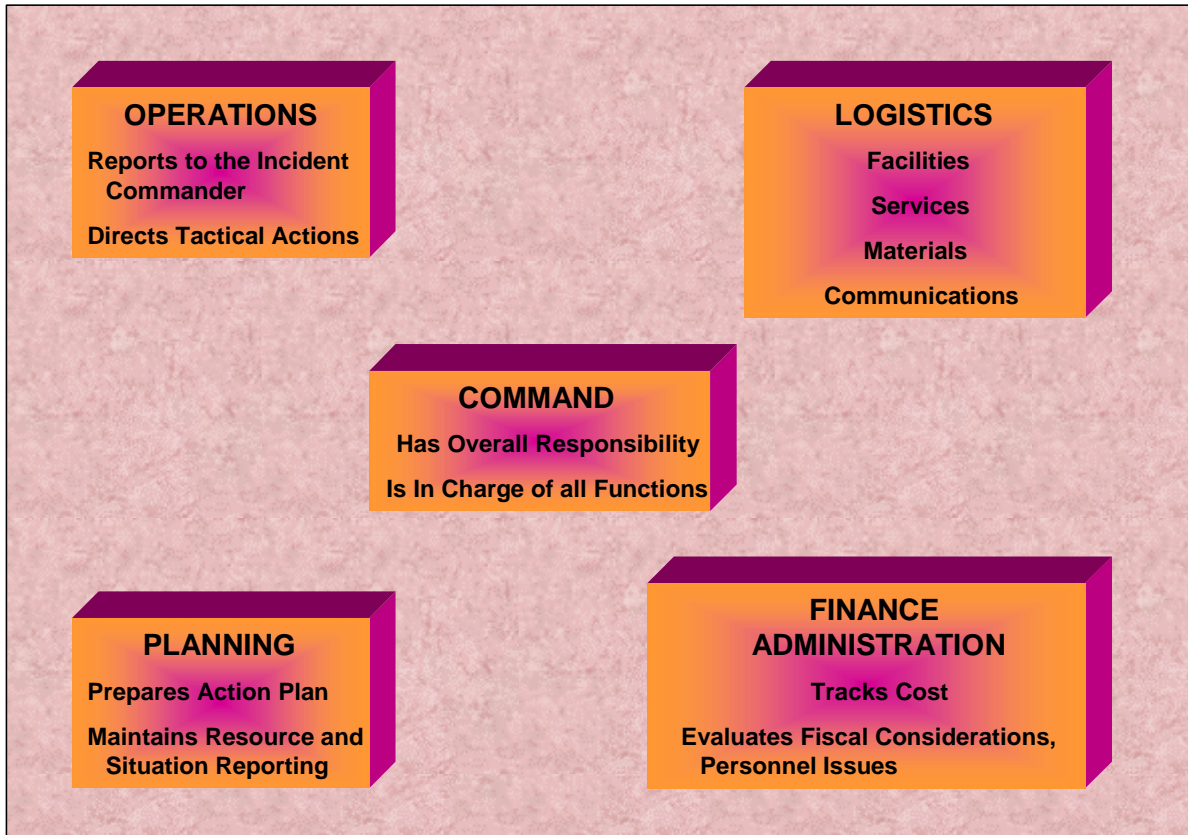 OPERATIONS
Reports to the Incident
Commander
Directs Tactical Actions
LOGISTICS
Facilities
Services
Materials
Communications
COMMAND
Has Overall Responsibility
Is In Charge of all Functions
PLANNING
Prepares Action Plan
Maintains Resource and
Situation Reporting
FINANCE
ADMINISTRATION
Tracks Cost
Evaluates Fiscal Considerations,
Personnel Issues